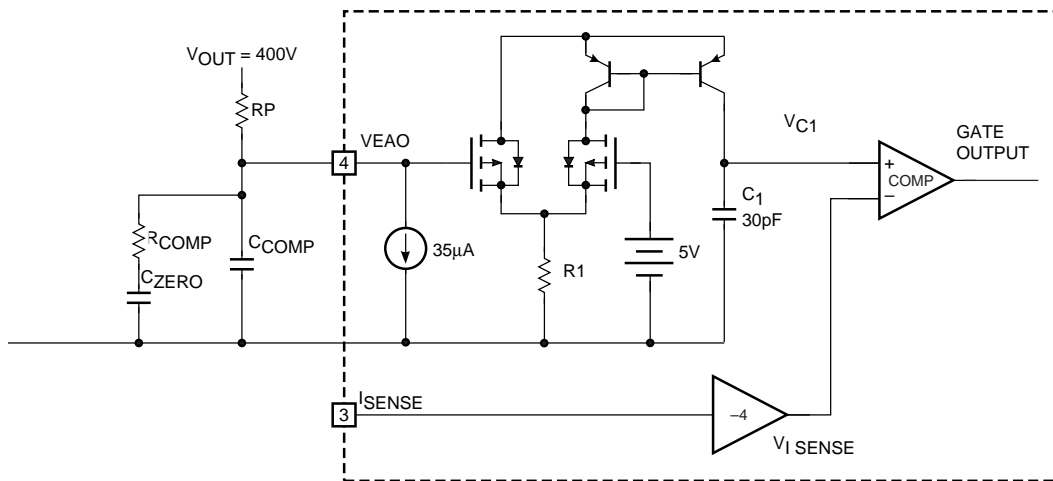 VOUT = 400V
RP
4
VEAO
RCOMP
CZERO
CCOMP
35µA
R1
5V
VC1
C1
30pF
+
COMP
–
GATE
OUTPUT
3
ISENSE
–4
VI SENSE